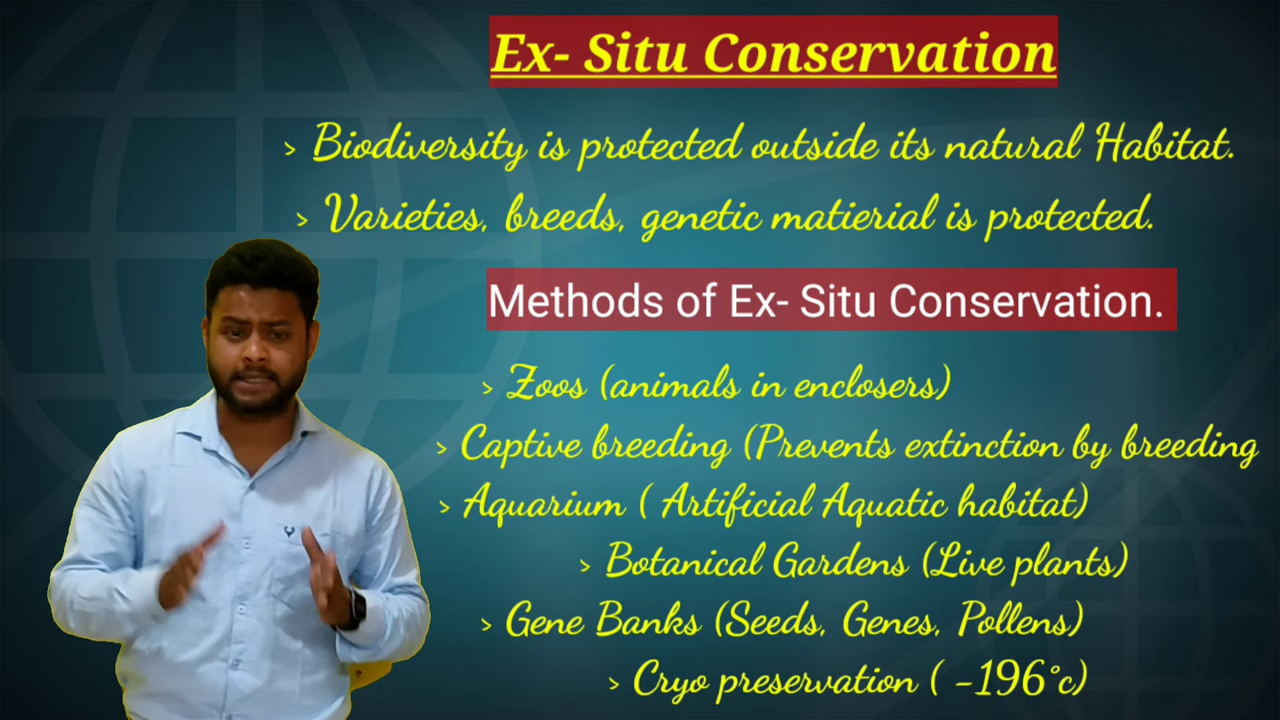 Ex- Situ Conservation
> Biodiversity is protected outside its natural Habitat.
> Varieties, breeds, genetic matierial is protected.
Methods of Ex- Situ Conservation.
> Zoos (animals in enclosers)
> Captive breeding (Prevents extinction by breeding
> Aquarium ( Artificial Aquatic habitat)
> Botanical Gardens (Live plants)
> Gene Banks (Seeds, Genes, Pollens)
> Cryo preservation ( -196°c)